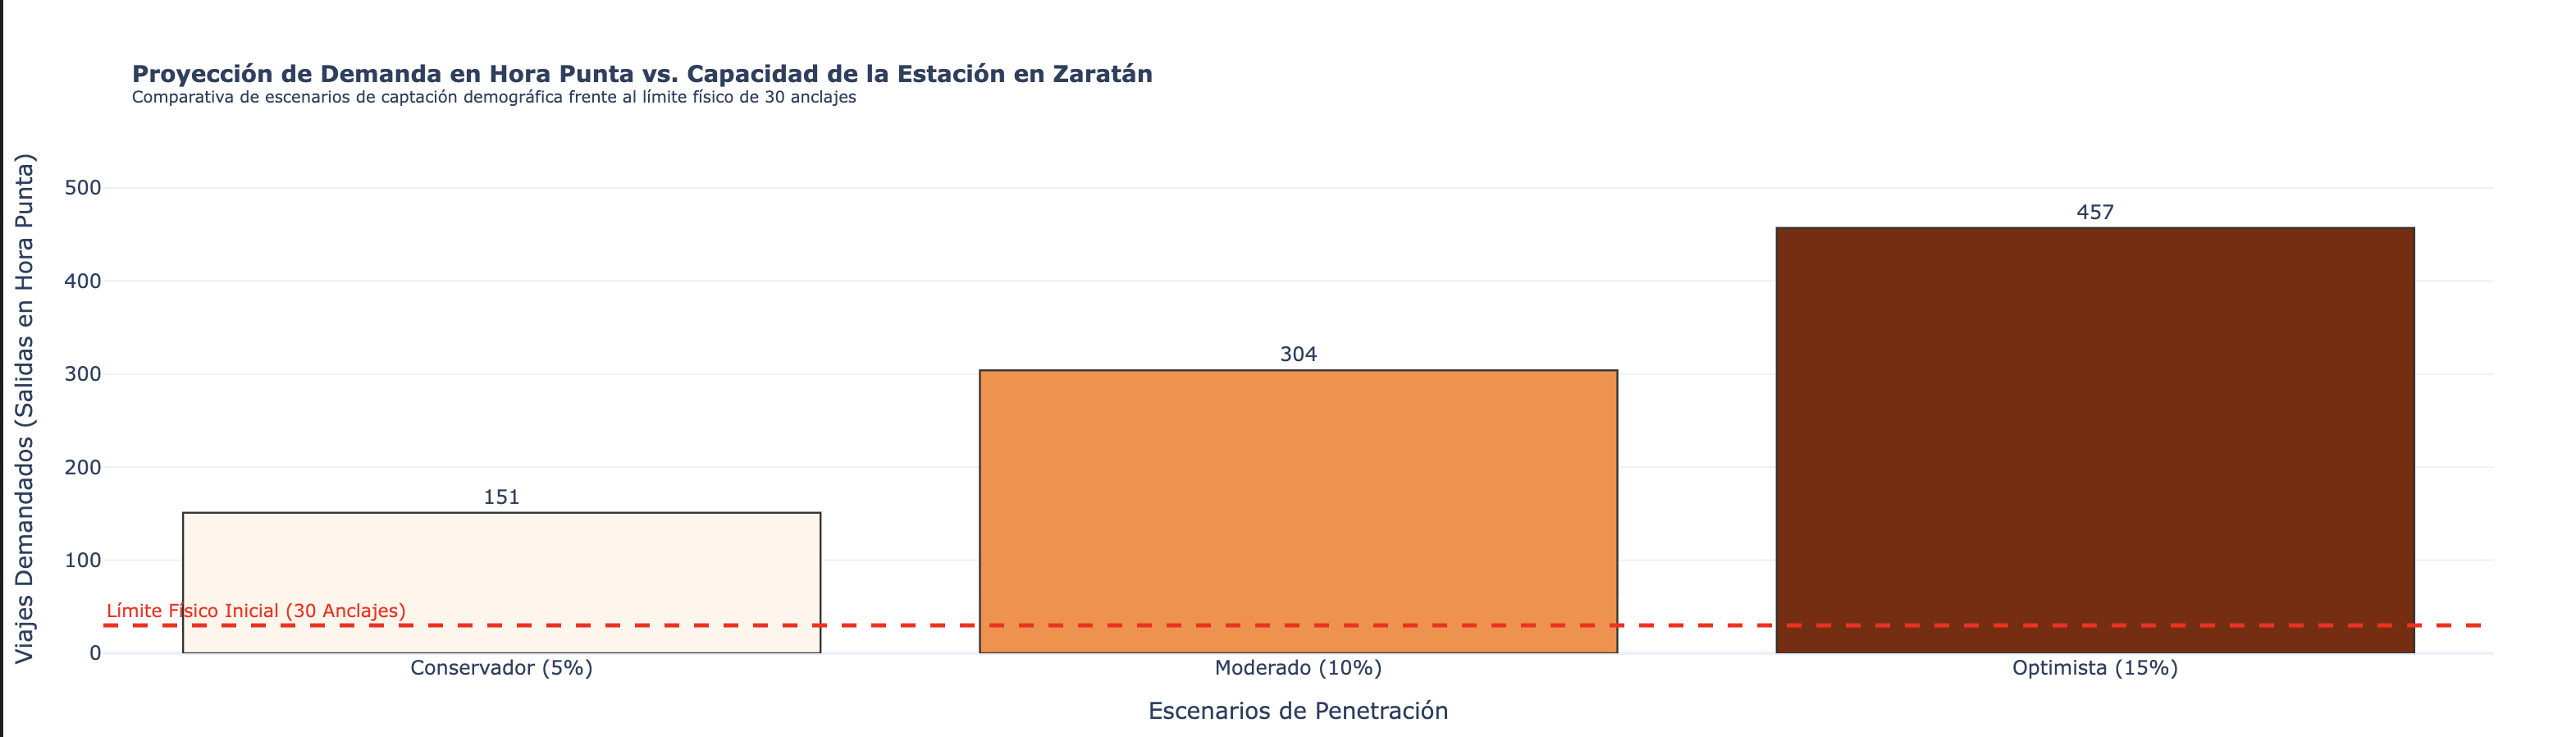 Proyección de Demanda en Hora Punta vs. Capacidad de la Estación en Zaratán
Comparativa de escenarios de captación demográfica frente al límite físico de 30 anclajes
Viajes Demandados (Salidas en Hora Punta)
500
400
300
200
100
0
151
304
457
Límite Físico Inicial (30 Anclajes)
Conservador (5%)
Moderado (10%)
Optimista (15%)
Escenarios de Penetración